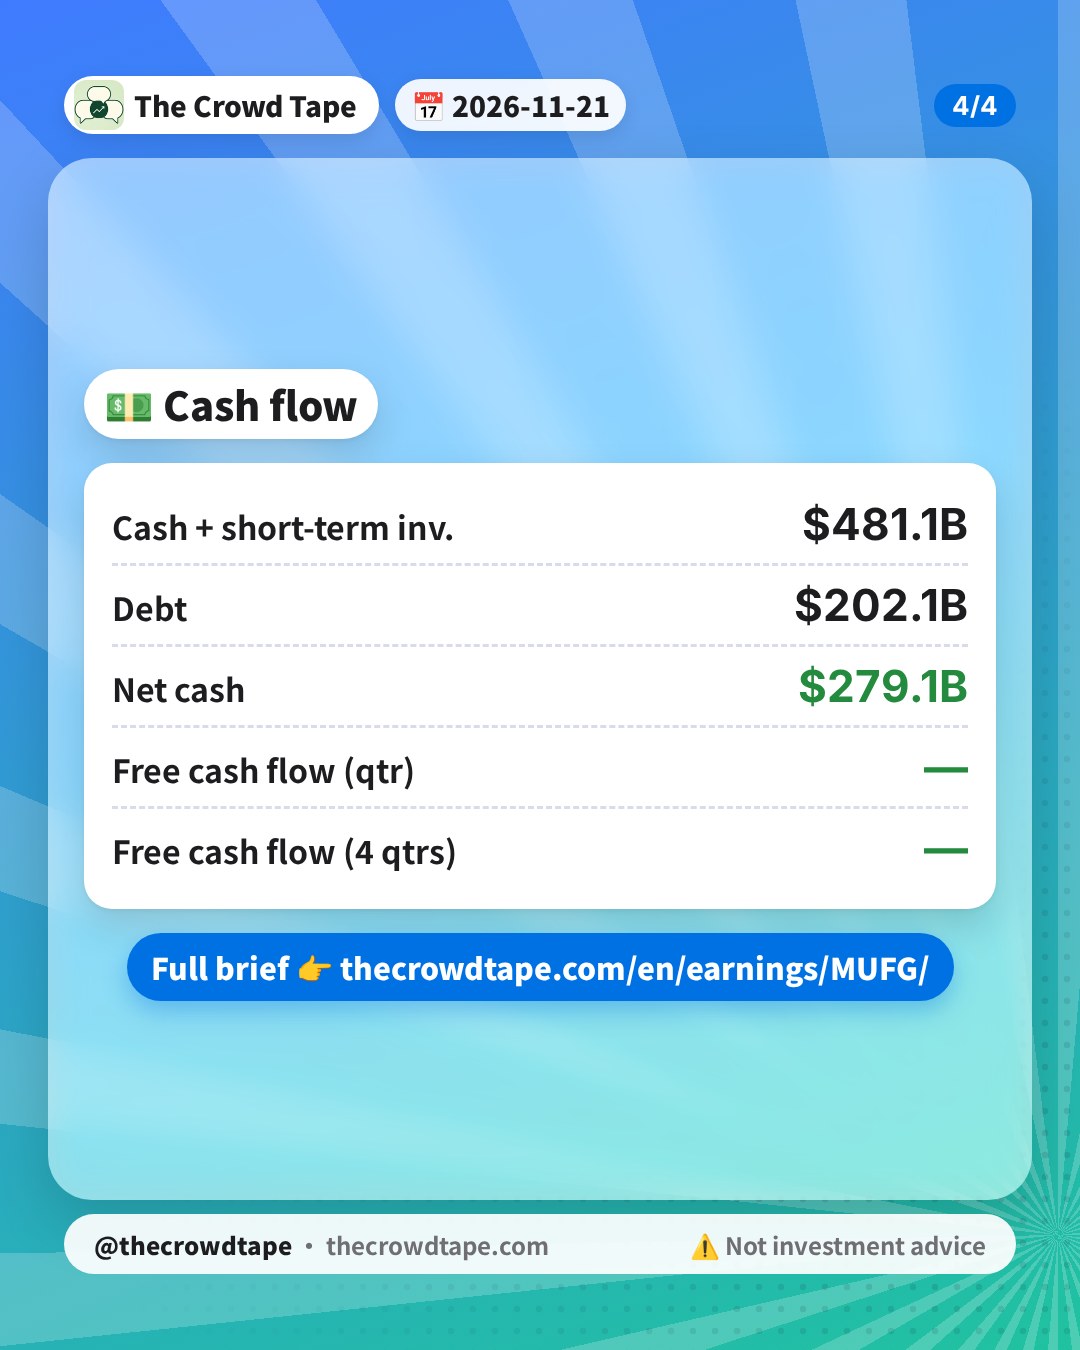 The Crowd Tape
📅 2026-11-21
4/4
💵 Cash flow
Cash + short-term inv. $481.1B
Debt $202.1B
Net cash $279.1B
Free cash flow (qtr) —
Free cash flow (4 qtrs) —
Full brief 👉 thecrowdtape.com/en/earnings/MUFG/
@thecrowdtape • thecrowdtape.com
⚠️ Not investment advice